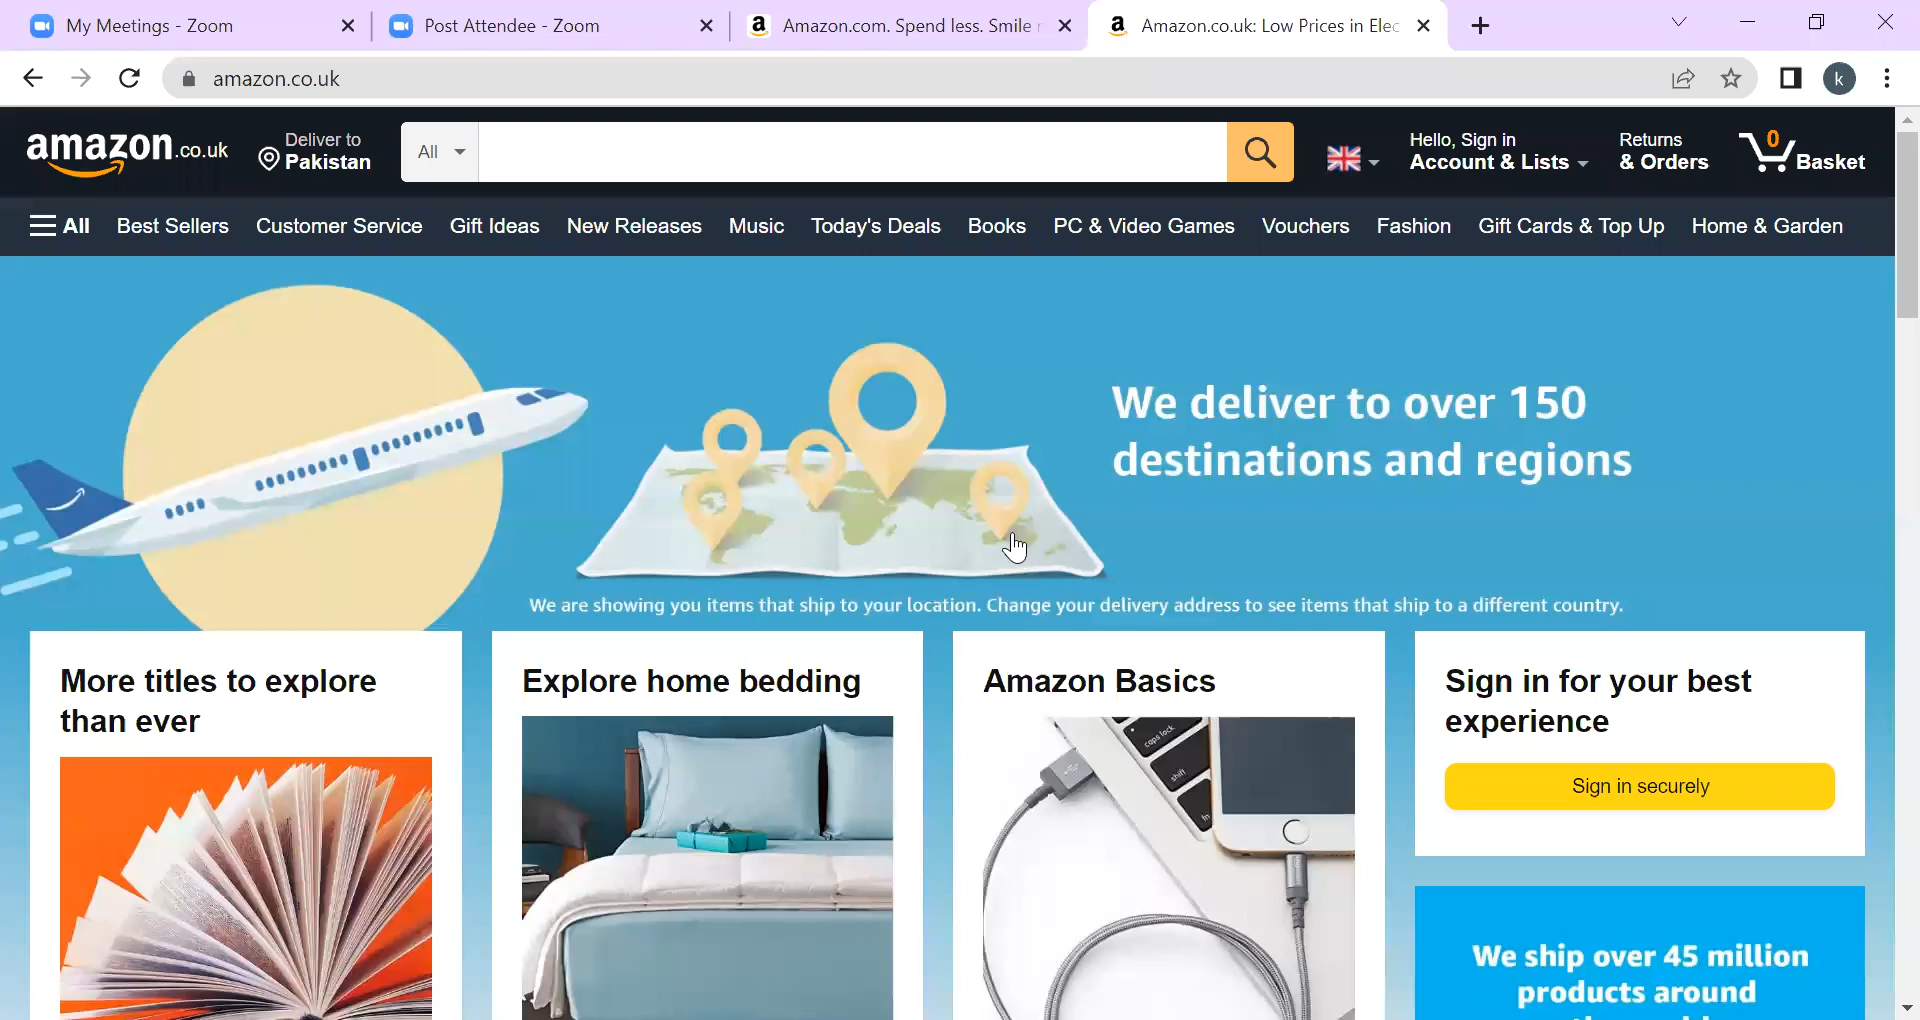 My Meetings - Zoom
Post Attendee - Zoom
Amazon.com. Spend less. Smile
Amazon.co.uk: Low Prices in Elec
amazon.co.uk
k
amazon.co.uk
Deliver to
Pakistan
All
Hello, Sign in
Account & Lists
Returns
& Orders
0
Basket
All
Best Sellers
Customer Service
Gift Ideas
New Releases
Music
Today's Deals
Books
PC & Video Games
Vouchers
Fashion
Gift Cards & Top Up
Home & Garden
We deliver to over 150
destinations and regions
We are showing you items that ship to your location. Change your delivery address to see items that ship to a different country.
More titles to explore
than ever
Explore home bedding
Amazon Basics
caps lock
shift
fn
Sign in for your best
experience
Sign in securely
We ship over 45 million
products around